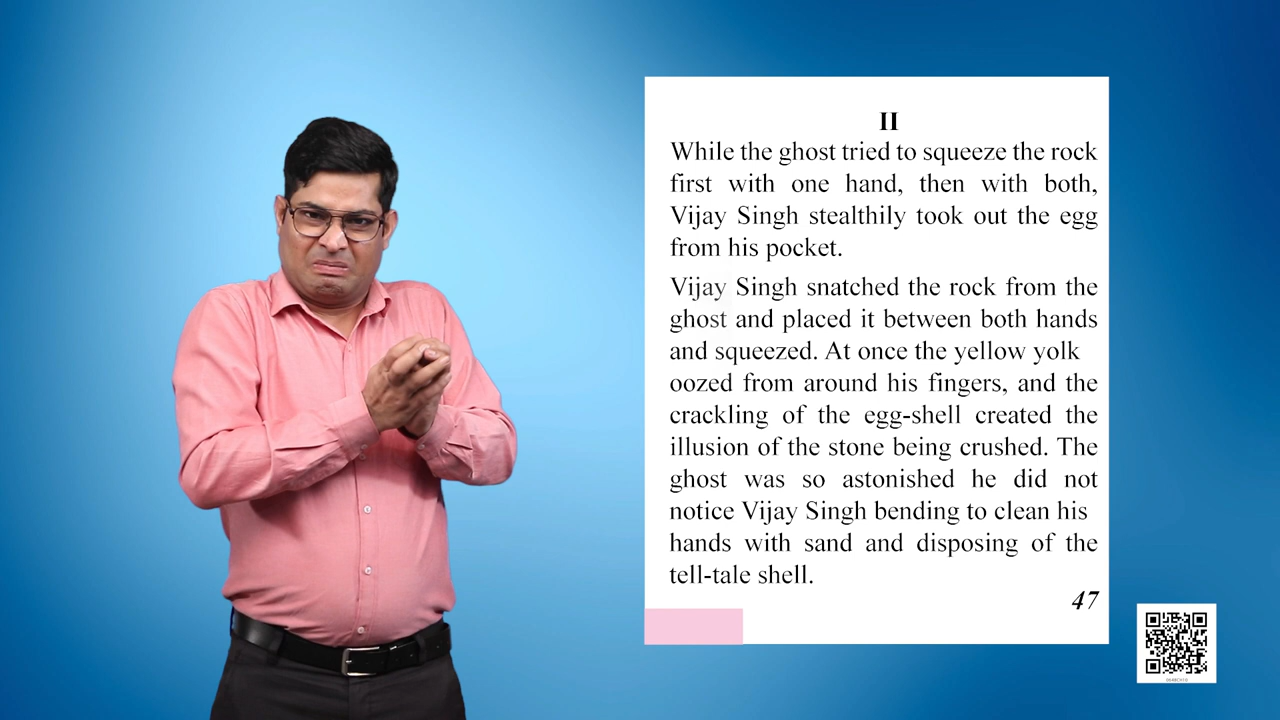 II
While the ghost tried to squeeze the rock
first with one hand, then with both,
Vijay Singh stealthily took out the egg
from his pocket.
Vijay Singh snatched the rock from the
ghost and placed it between both hands
and squeezed. At once the yellow yolk
oozed from around his fingers, and the
crackling of the egg-shell created the
illusion of the stone being crushed. The
ghost was so astonished he did not
notice Vijay Singh bending to clean his
hands with sand and disposing of the
tell-tale shell.
47